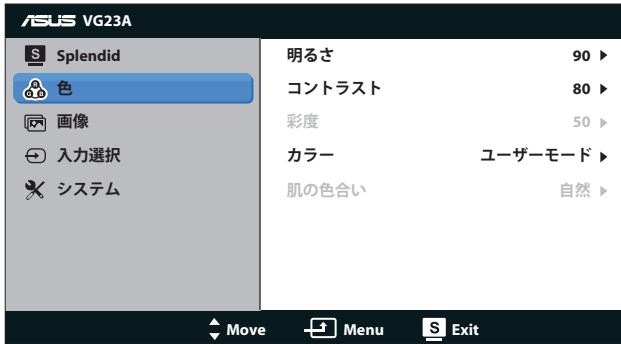 ASUS VG23A
S Splendid
色
画像
入力選択
システム
明るさ 90
コントラスト 80
彩度 50
カラー ユーザーモード
肌の色合い 自然
Move Menu S Exit